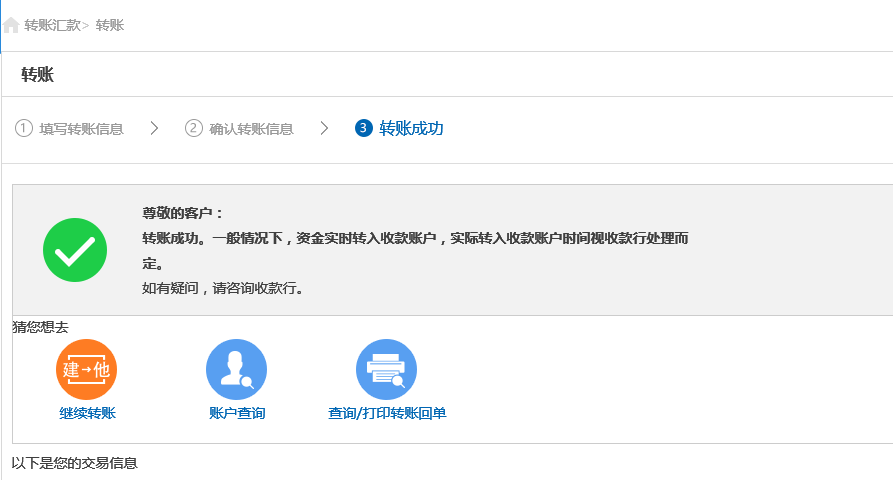 转账汇款> 转账
转账
1 填写转账信息 > 2 确认转账信息 > 3 转账成功
尊敬的客户：
转账成功。一般情况下，资金实时转入收款账户，实际转入收款账户时间视收款行处理而
定。
如有疑问，请咨询收款行。
猜您想去
建→他
继续转账 账户查询 查询/打印转账回单
以下是您的交易信息